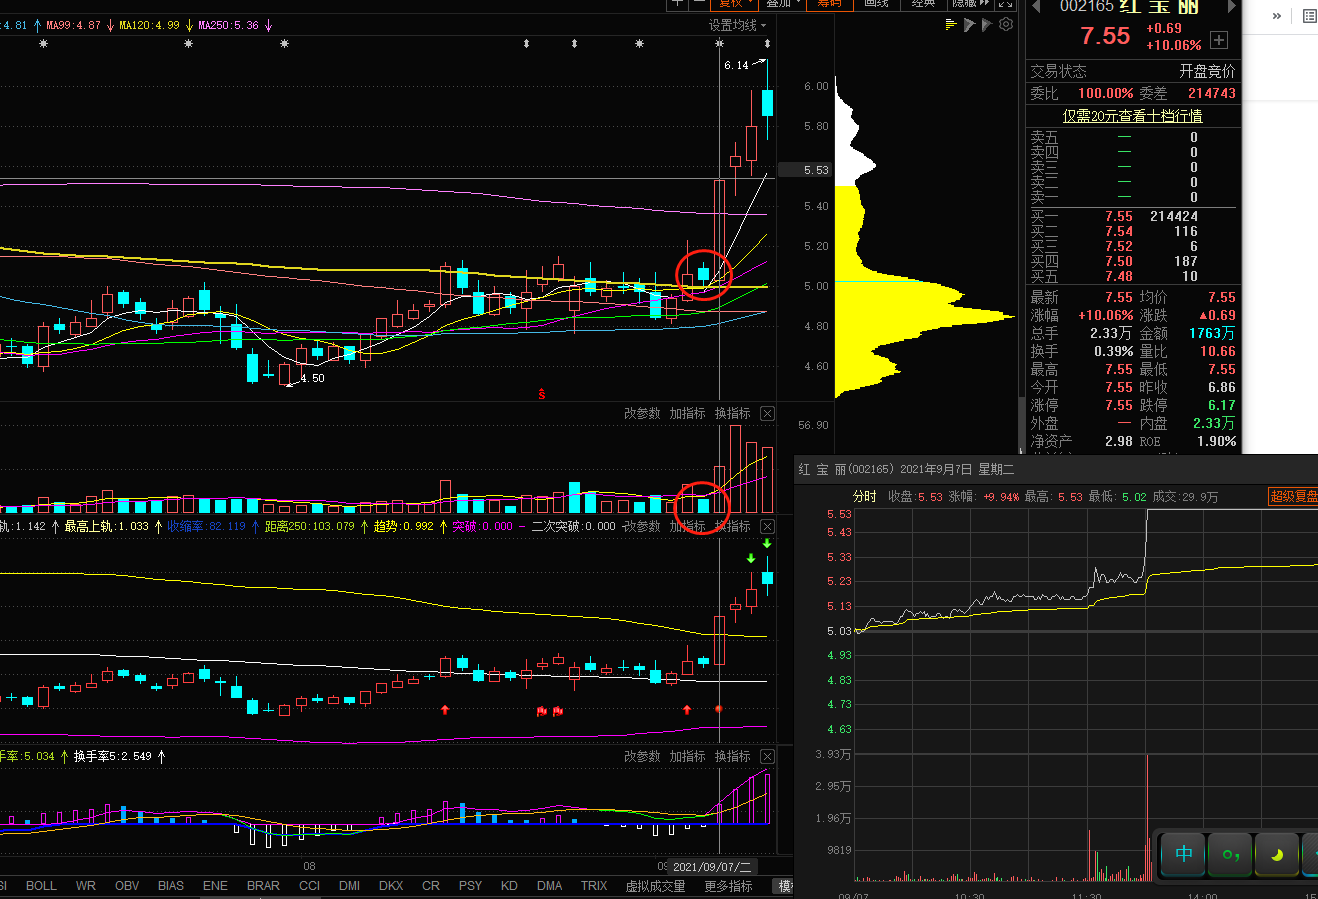 复权 叠加 筹码 画线 经典 隐藏
:4.81 ↑ MA99:4.87 ↓ MA120:4.99 ↓ MA250:5.36 ↓
设置均线
6.14
4.50
6.00
5.80
5.53
5.40
5.20
5.00
4.80
4.60
改参数 加指标 换指标
56.90
轨:1.142 ↑ 最高上轨:1.033 ↑ 收缩率:82.119 ↑ 距离250:103.079 ↑ 趋势:0.992 ↑ 突破:0.000 − 二次突破:0.000 −改参数 加指标 换指标
手率:5.034 ↑ 换手率5:2.549 ↑
改参数 加指标 换指标
08
09
2021/09/07/二
SI BOLL WR OBV BIAS ENE BRAR CCI DMI DKX CR PSY KD DMA TRIX 虚拟成交量 更多指标
002165 红 宝 丽
»
7.55
+0.69
+10.06%
交易状态 开盘竞价
委比 100.00% 委差 214743
仅需20元查看十档行情
卖五 — 0
卖四 — 0
卖三 — 0
卖二 — 0
卖一 — 0
买一 7.55 214424
买二 7.54 116
买三 7.52 6
买四 7.50 187
买五 7.48 10
最新 7.55 均价 7.55
涨幅 +10.06% 涨跌 ▲0.69
总手 2.33万 金额 1763万
换手 0.39% 量比 10.66
最高 7.55 最低 7.55
今开 7.55 昨收 6.86
涨停 7.55 跌停 6.17
外盘 — 内盘 2.33万
净资产 2.98 ROE 1.90%
红 宝 丽(002165) 2021年9月7日 星期二
分时 收盘:5.53 涨幅: +9.94% 最高: 5.53 最低: 5.02 成交:29.9万
超级复盘
5.53
5.43
5.33
5.23
5.13
5.03
4.93
4.83
4.73
4.63
3.93万
2.95万
1.96万
9819
09/07 10:30 11:30 14:00
中